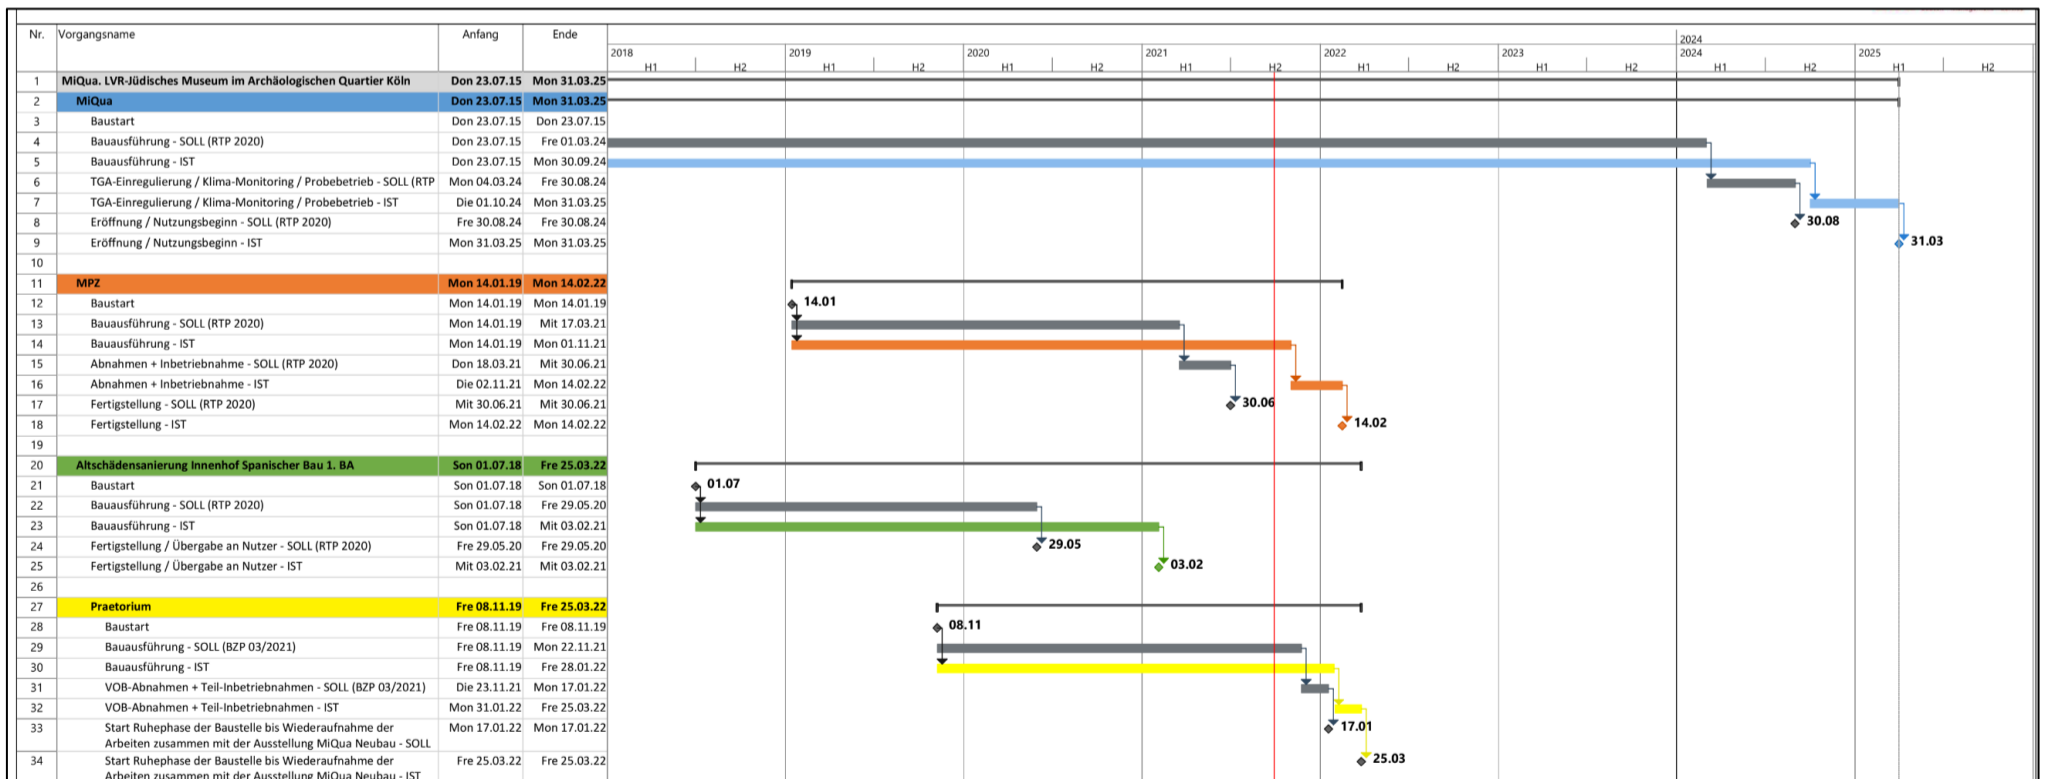 Nr. Vorgangsname Anfang Ende
2024
2018 2019 2020 2021 2022 2023 2024 2025
H1 H2 H1 H2 H1 H2 H1 H2 H1 H2 H1 H2 H1 H2 H1 H2
1 MiQua. LVR-Jüdisches Museum im Archäologischen Quartier Köln Don 23.07.15 Mon 31.03.25
2 MiQua Don 23.07.15 Mon 31.03.25
3 Baustart Don 23.07.15 Don 23.07.15
4 Bauausführung - SOLL (RTP 2020) Don 23.07.15 Fre 01.03.24
5 Bauausführung - IST Don 23.07.15 Mon 30.09.24
6 TGA-Einregulierung / Klima-Monitoring / Probebetrieb - SOLL (RTP Mon 04.03.24 Fre 30.08.24
7 TGA-Einregulierung / Klima-Monitoring / Probebetrieb - IST Die 01.10.24 Mon 31.03.25
8 Eröffnung / Nutzungsbeginn - SOLL (RTP 2020) Fre 30.08.24 Fre 30.08.24 30.08
9 Eröffnung / Nutzungsbeginn - IST Mon 31.03.25 Mon 31.03.25 31.03
10
11 MPZ Mon 14.01.19 Mon 14.02.22
12 Baustart Mon 14.01.19 Mon 14.01.19 14.01
13 Bauausführung - SOLL (RTP 2020) Mon 14.01.19 Mit 17.03.21
14 Bauausführung - IST Mon 14.01.19 Mon 01.11.21
15 Abnahmen + Inbetriebnahme - SOLL (RTP 2020) Don 18.03.21 Mit 30.06.21
16 Abnahmen + Inbetriebnahme - IST Die 02.11.21 Mon 14.02.22
17 Fertigstellung - SOLL (RTP 2020) Mit 30.06.21 Mit 30.06.21 30.06
18 Fertigstellung - IST Mon 14.02.22 Mon 14.02.22 14.02
19
20 Altschädensanierung Innenhof Spanischer Bau 1. BA Son 01.07.18 Fre 25.03.22
21 Baustart Son 01.07.18 Son 01.07.18 01.07
22 Bauausführung - SOLL (RTP 2020) Son 01.07.18 Fre 29.05.20
23 Bauausführung - IST Son 01.07.18 Mit 03.02.21
24 Fertigstellung / Übergabe an Nutzer - SOLL (RTP 2020) Fre 29.05.20 Fre 29.05.20 29.05
25 Fertigstellung / Übergabe an Nutzer - IST Mit 03.02.21 Mit 03.02.21 03.02
26
27 Praetorium Fre 08.11.19 Fre 25.03.22
28 Baustart Fre 08.11.19 Fre 08.11.19 08.11
29 Bauausführung - SOLL (BZP 03/2021) Fre 08.11.19 Mon 22.11.21
30 Bauausführung - IST Fre 08.11.19 Fre 28.01.22
31 VOB-Abnahmen + Teil-Inbetriebnahmen - SOLL (BZP 03/2021) Die 23.11.21 Mon 17.01.22
32 VOB-Abnahmen + Teil-Inbetriebnahmen - IST Mon 31.01.22 Fre 25.03.22
33 Start Ruhephase der Baustelle bis Wiederaufnahme der Mon 17.01.22 Mon 17.01.22 17.01
Arbeiten zusammen mit der Ausstellung MiQua Neubau - SOLL
34 Start Ruhephase der Baustelle bis Wiederaufnahme der Fre 25.03.22 Fre 25.03.22 25.03
Arbeiten zusammen mit der Ausstellung MiQua Neubau - IST